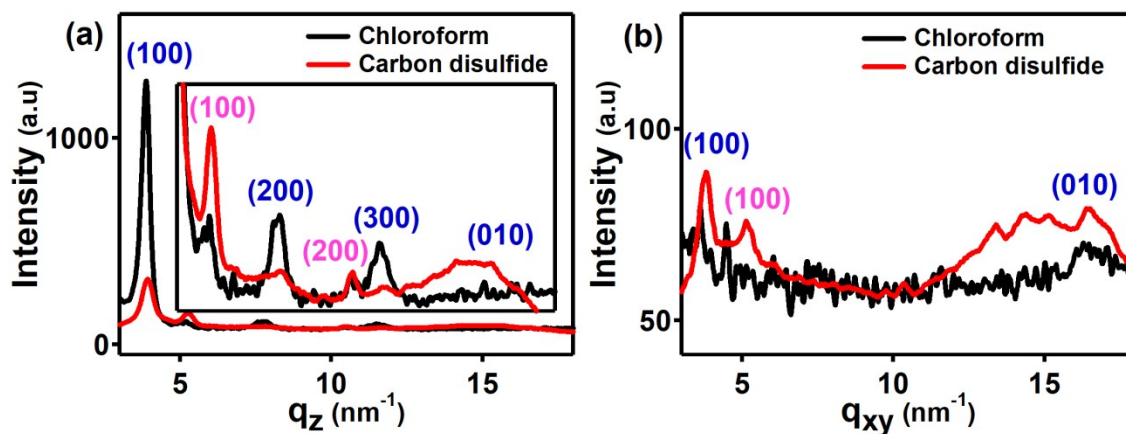 (a)
Chloroform
Carbon disulfide
(100)
(100)
(200)
(200)
(300)
(010)
Intensity (a.u)
1000
0
5
10
15
qz (nm-1)
(b)
Chloroform
Carbon disulfide
(100)
(100)
(010)
Intensity (a.u)
100
50
5
10
15
qxy (nm-1)